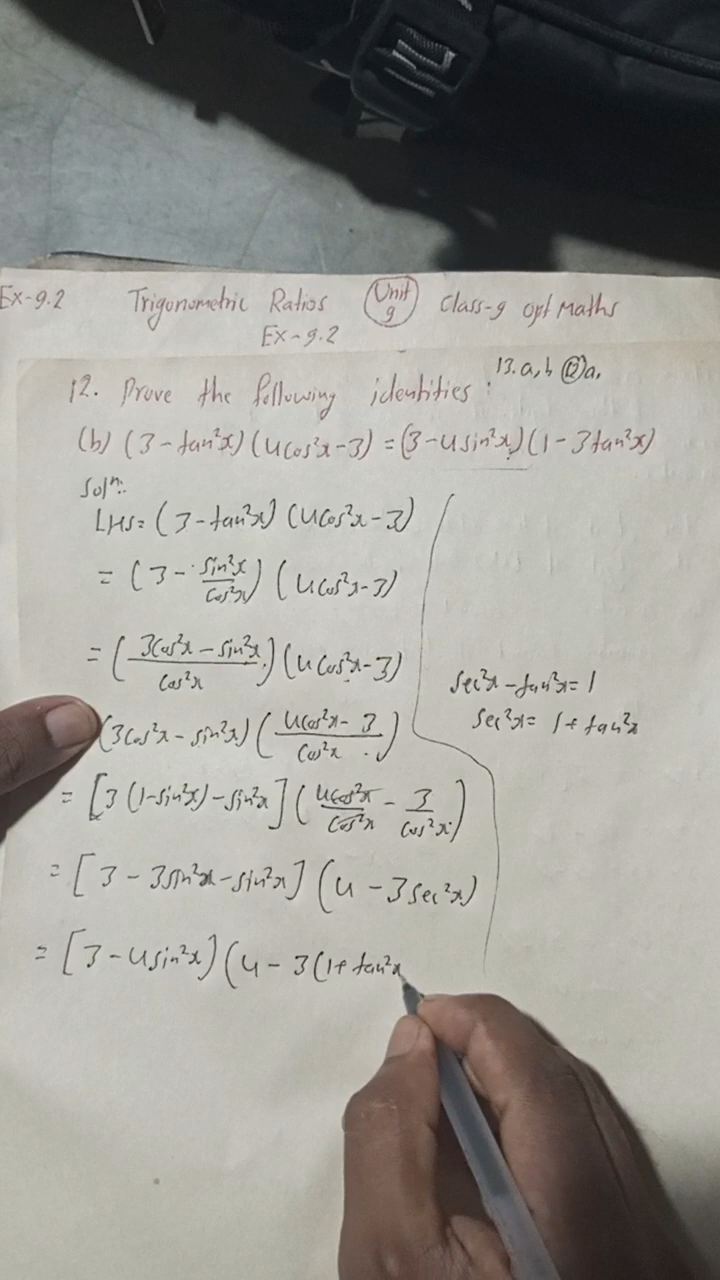 Ex-9.2 Trigonometric Ratios Unit 9 Class-9 opt Maths
Ex-9.2
13. a, b (12) a,
12. Prove the following identities:
(b) (3 - tan²x) (4cos²x - 3) = (3 - 4sin²x) (1 - 3tan²x)
Solⁿ:
LHS = (3 - tan²x) (4cos²x - 3)
= (3 - sin²x/cos²x) (4cos²x - 3)
= (3cos²x - sin²x / cos²x) (4cos²x - 3)
sec²x - tan²x = 1
sec²x = 1 + tan²x
(3cos²x - sin²x) (4cos²x - 3 / cos²x)
= [3 (1 - sin²x) - sin²x] (4cos²x/cos²x - 3/cos²x)
= [3 - 3sin²x - sin²x] (4 - 3sec²x)
= [3 - 4sin²x) (4 - 3(1 + tan²x